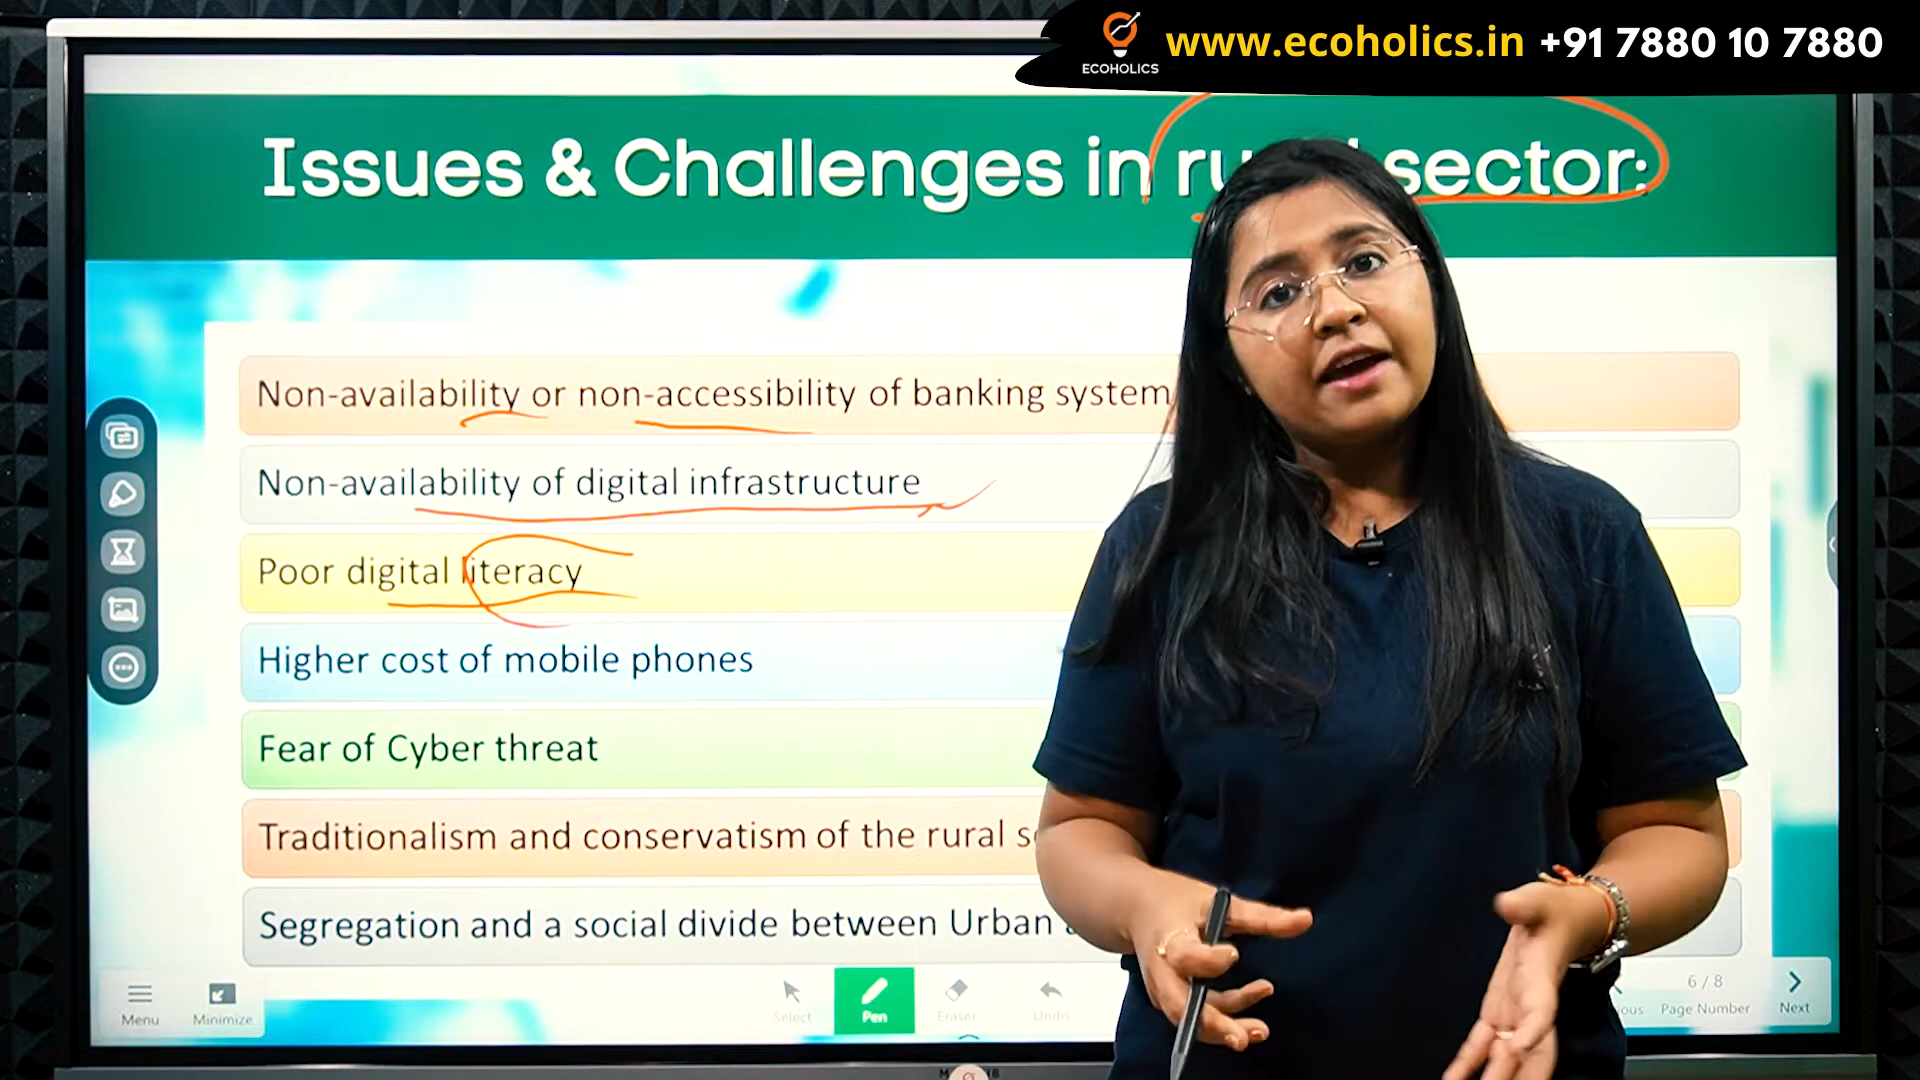 www.ecoholics.in +91 7880 10 7880
ECOHOLICS
Issues & Challenges in sector:
Non-availability or non-accessibility of banking system
Non-availability of digital infrastructure
Poor digital literacy
Higher cost of mobile phones
Fear of Cyber threat
Traditionalism and conservatism of the rural
Segregation and a social divide between Urban
6 / 8
Menu Minimize Select Pen Eraser Undo Page Number Next